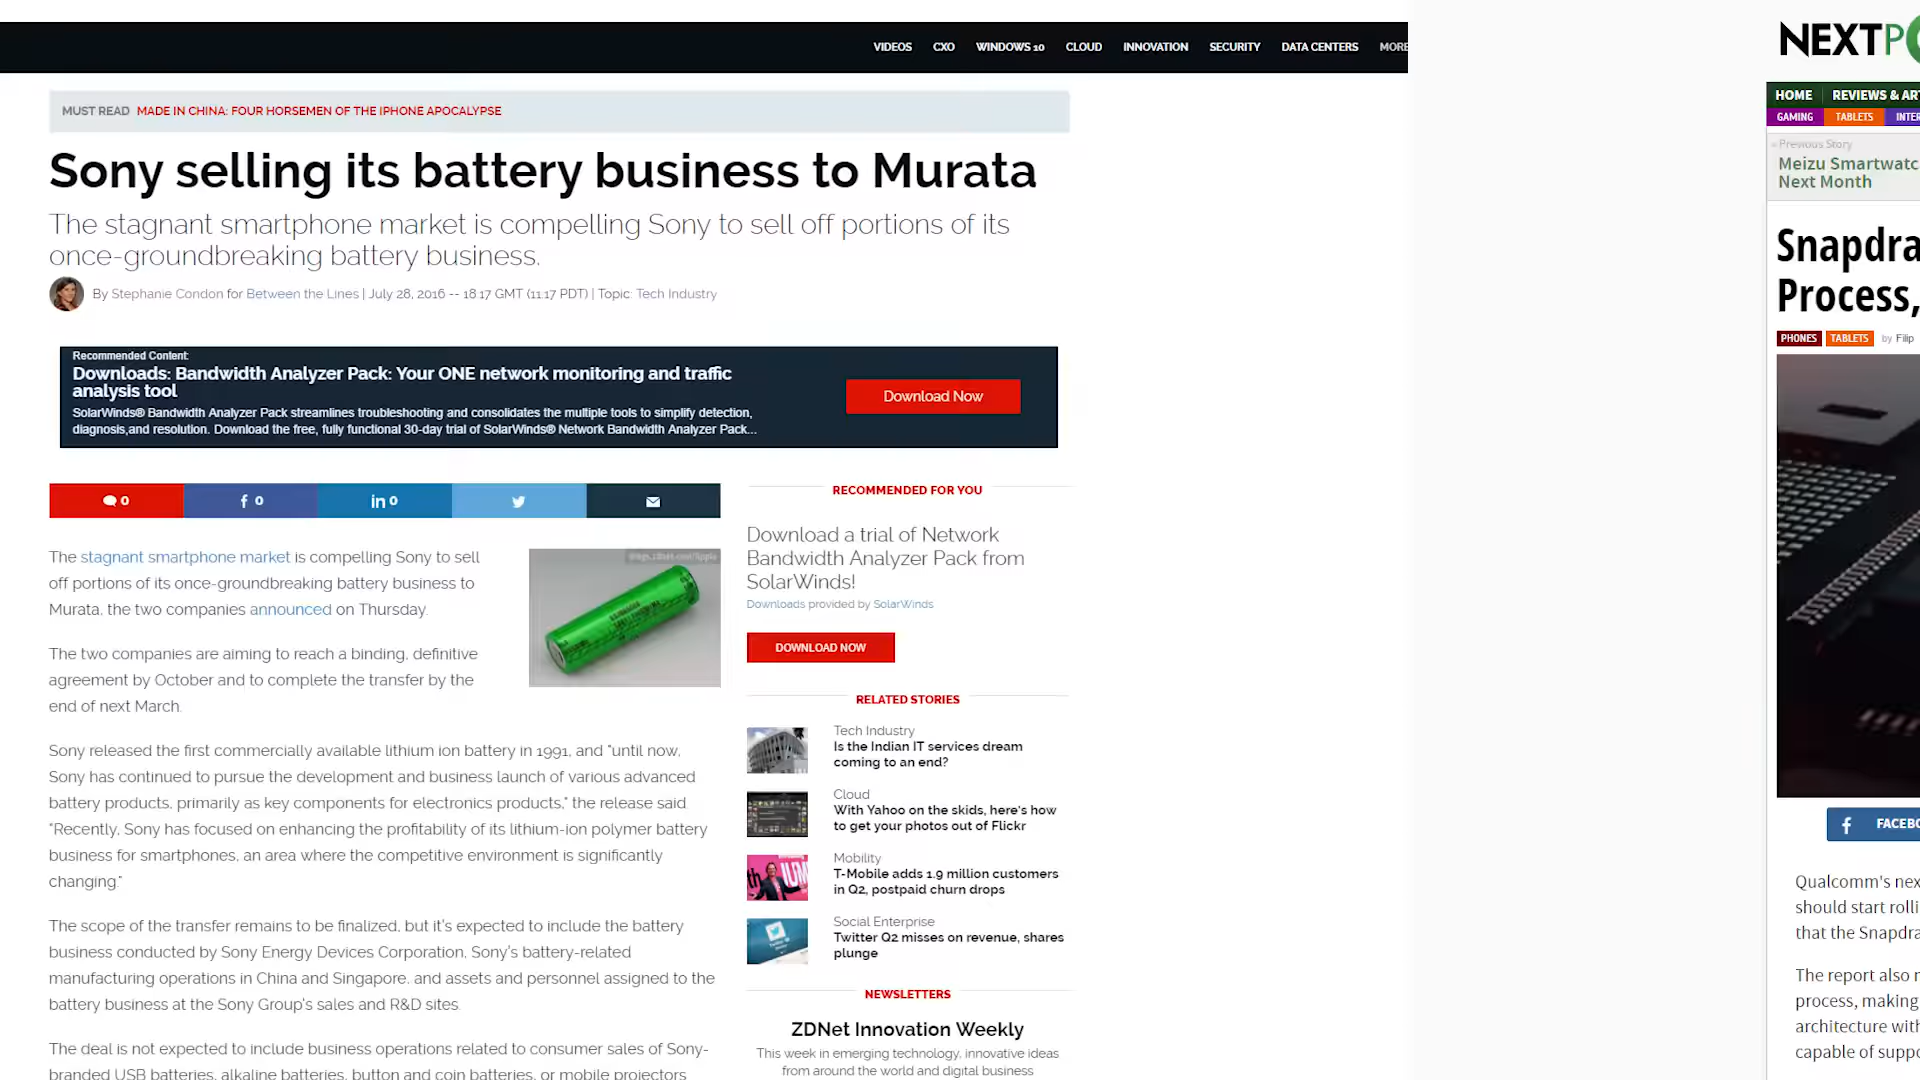 VIDEOS CXO WINDOWS 10 CLOUD INNOVATION SECURITY DATA CENTERS MORE
MUST READ MADE IN CHINA: FOUR HORSEMEN OF THE IPHONE APOCALYPSE
Sony selling its battery business to Murata
The stagnant smartphone market is compelling Sony to sell off portions of its
once-groundbreaking battery business.
By Stephanie Condon for Between the Lines | July 28, 2016 -- 18:17 GMT (11:17 PDT) | Topic: Tech Industry
Recommended Content:
Downloads: Bandwidth Analyzer Pack: Your ONE network monitoring and traffic
analysis tool
SolarWinds® Bandwidth Analyzer Pack streamlines troubleshooting and consolidates the multiple tools to simplify detection,
diagnosis,and resolution. Download the free, fully functional 30-day trial of SolarWinds® Network Bandwidth Analyzer Pack...
Download Now
0 f 0 in 0
The stagnant smartphone market is compelling Sony to sell
off portions of its once-groundbreaking battery business to
Murata, the two companies announced on Thursday.
The two companies are aiming to reach a binding, definitive
agreement by October and to complete the transfer by the
end of next March.
Sony released the first commercially available lithium ion battery in 1991, and "until now,
Sony has continued to pursue the development and business launch of various advanced
battery products, primarily as key components for electronics products," the release said.
"Recently, Sony has focused on enhancing the profitability of its lithium-ion polymer battery
business for smartphones, an area where the competitive environment is significantly
changing."
The scope of the transfer remains to be finalized, but it's expected to include the battery
business conducted by Sony Energy Devices Corporation, Sony's battery-related
manufacturing operations in China and Singapore, and assets and personnel assigned to the
battery business at the Sony Group's sales and R&D sites.
The deal is not expected to include business operations related to consumer sales of Sony-
branded USB batteries, alkaline batteries, button and coin batteries, or mobile projectors
RECOMMENDED FOR YOU
Download a trial of Network
Bandwidth Analyzer Pack from
SolarWinds!
Downloads provided by SolarWinds
DOWNLOAD NOW
RELATED STORIES
Tech Industry
Is the Indian IT services dream
coming to an end?
Cloud
With Yahoo on the skids, here's how
to get your photos out of Flickr
Mobility
T-Mobile adds 1.9 million customers
in Q2, postpaid churn drops
Social Enterprise
Twitter Q2 misses on revenue, shares
plunge
NEWSLETTERS
ZDNet Innovation Weekly
This week in emerging technology, innovative ideas
from around the world and digital business
NEXTP
HOME REVIEWS & AR
GAMING TABLETS INTER
« Previous Story
Meizu Smartwatc
Next Month
Snapdra
Process,
PHONES TABLETS by Filip
f FACEBO
Qualcomm's nex
should start rolli
that the Snapdra
The report also
process, making
architecture with
capable of suppo